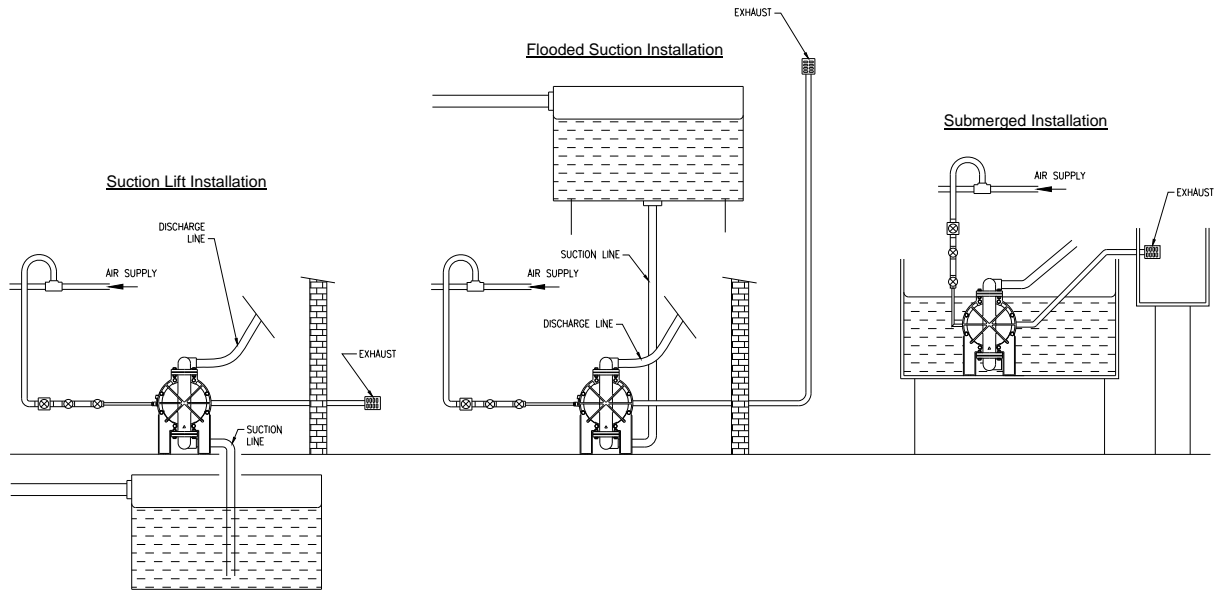 Suction Lift Installation
DISCHARGE
LINE
AIR SUPPLY
EXHAUST
SUCTION
LINE
Flooded Suction Installation
EXHAUST
SUCTION LINE
AIR SUPPLY
DISCHARGE LINE
Submerged Installation
AIR SUPPLY
EXHAUST